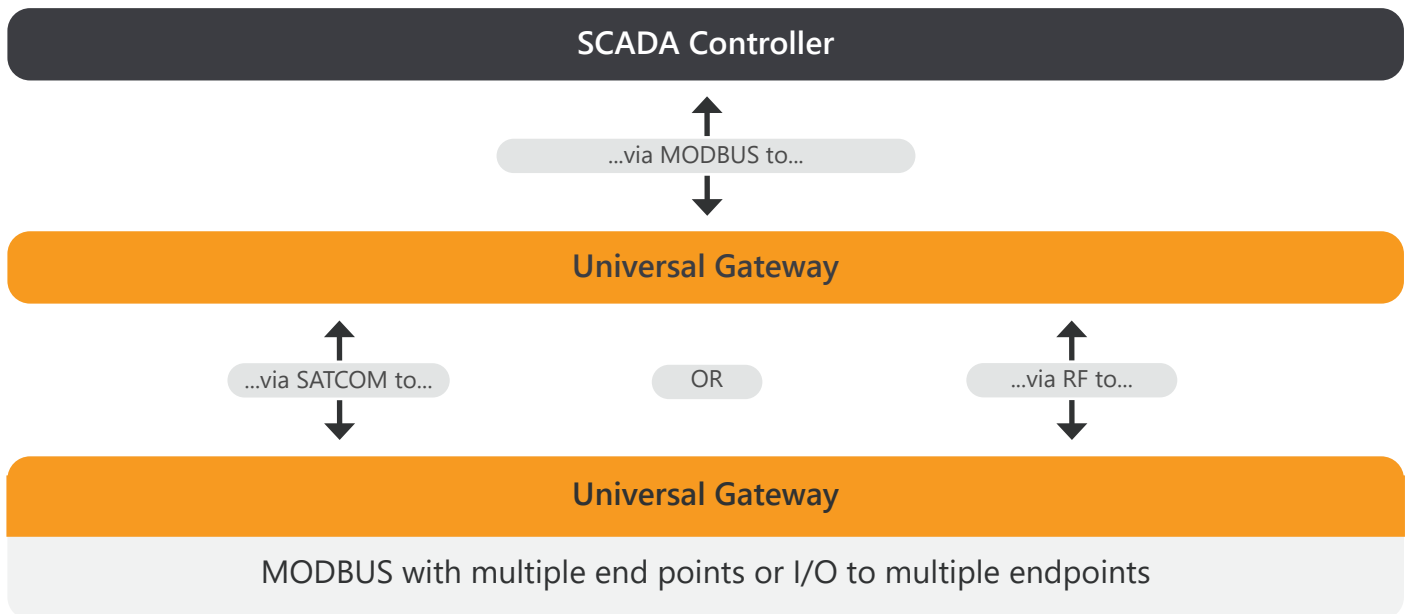 SCADA Controller
...via MODBUS to...
Universal Gateway
...via SATCOM to...
OR
...via RF to...
Universal Gateway
MODBUS with multiple end points or I/O to multiple endpoints